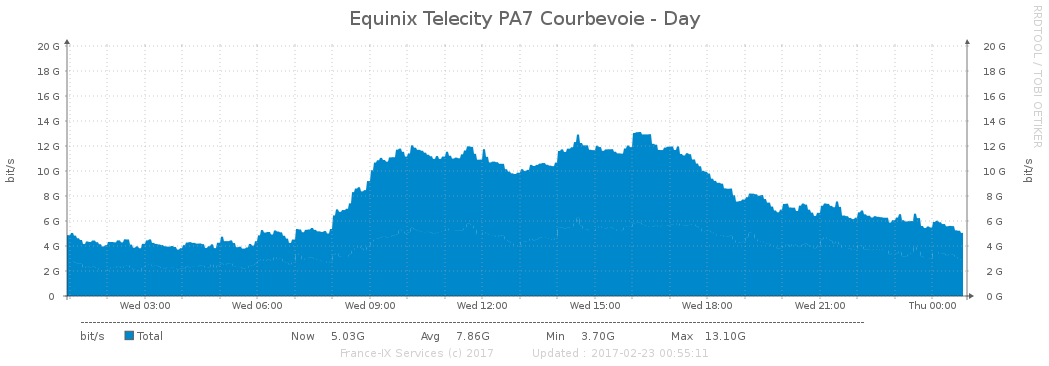 Equinix Telecity PA7 Courbevoie - Day
RRDTOOL / TOBI OETIKER
bit/s
20 G 20 G
18 G 18 G
16 G 16 G
14 G 14 G
12 G 12 G
10 G 10 G
8 G 8 G
6 G 6 G
4 G 4 G
2 G 2 G
0 0 G
bit/s
Wed 03:00 Wed 06:00 Wed 09:00 Wed 12:00 Wed 15:00 Wed 18:00 Wed 21:00 Thu 00:00
bit/s Total Now 5.03G Avg 7.86G Min 3.70G Max 13.10G
France-IX Services (c) 2017 Updated : 2017-02-23 00:55:11